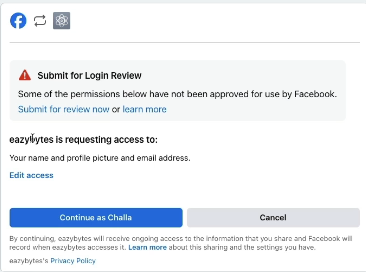 Submit for Login Review
Some of the permissions below have not been approved for use by Facebook.
Submit for review now or learn more
eazybytes is requesting access to:
Your name and profile picture and email address.
Edit access
Continue as Challa
Cancel
By continuing, eazybytes will receive ongoing access to the information that you share and Facebook will
record when eazybytes accesses it. Learn more about this sharing and the settings you have.
eazybytes's Privacy Policy